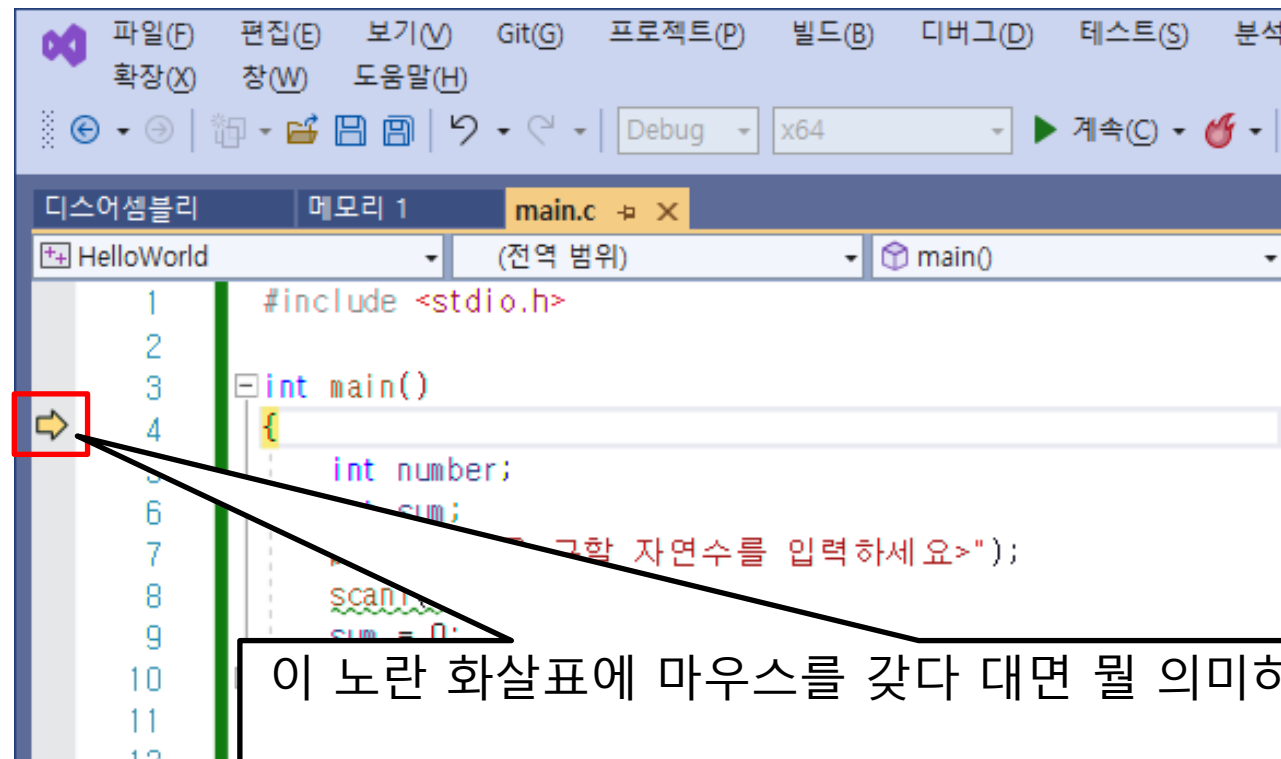 파일(F) 편집(E) 보기(V) Git(G) 프로젝트(P) 빌드(B) 디버그(D) 테스트(S) 분석
확장(X) 창(W) 도움말(H)
Debug x64 계속(C)
디스어셈블리 메모리 1 main.c
HelloWorld (전역 범위) main()
1 #include <stdio.h>
2
3 int main()
4 {
int number;
6 sum;
7 구할 자연수를 입력하세요>");
8
9 sum = 0;
10
11
이 노란 화살표에 마우스를 갖다 대면 뭘